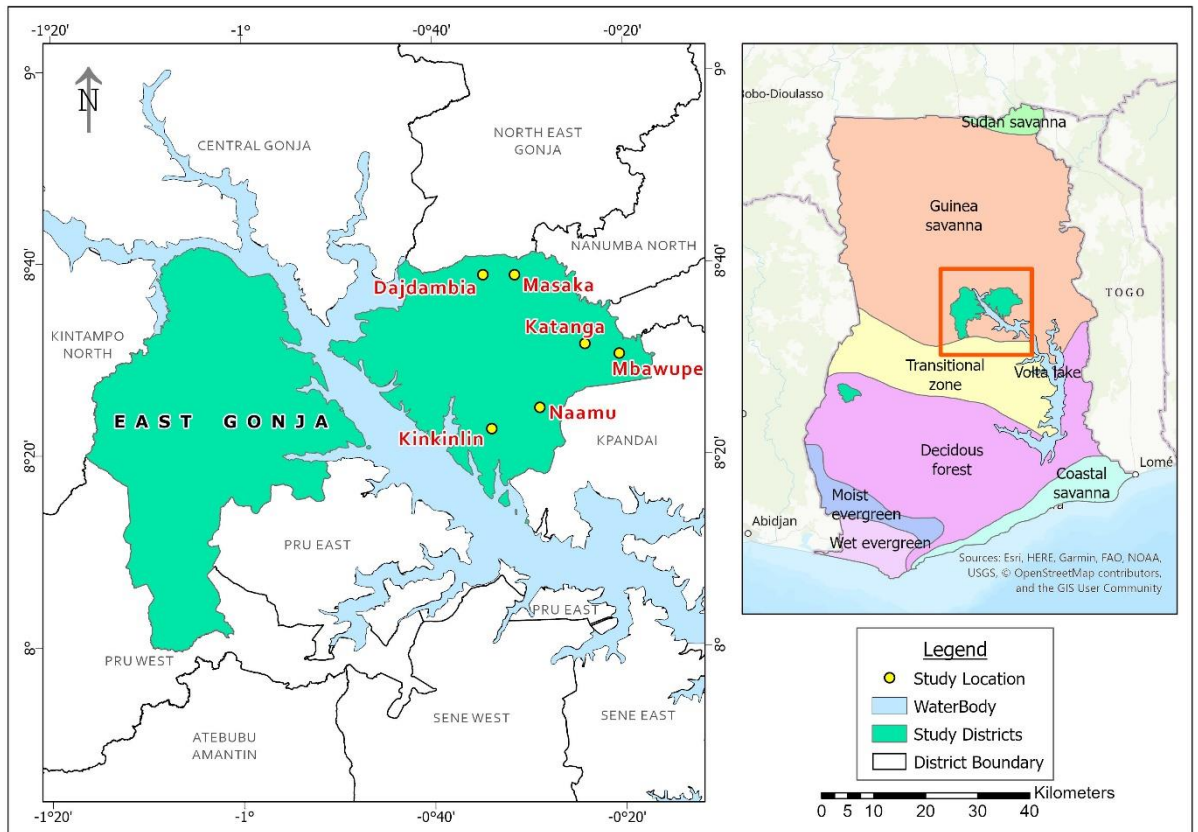 -1°20'
-1°
-0°40'
-0°20'
9°
8°40'
8°20'
8°
9°
8°40'
8°20'
8°
-1°20'
-1°
-0°40'
-0°20'
N
CENTRAL GONJA
NORTH EAST
GONJA
NANUMBA NORTH
KINTAMPO
NORTH
Dajdambia
Masaka
Katanga
Mbawupe
Naamu
Kinkinlin
EAST GONJA
KPANDAI
PRU EAST
PRU EAST
PRU WEST
SENE WEST
SENE EAST
ATEBUBU
AMANTIN
Bobo-Dioulasso
Sudan savanna
Guinea
savanna
TOGO
Transitional
zone
Volta lake
Decidous
forest
Coastal
savanna
Lomé
Moist
evergreen
Wet evergreen
Abidjan
Sources: Esri, HERE, Garmin, FAO, NOAA,
USGS, © OpenStreetMap contributors,
and the GIS User Community
Legend
Study Location
WaterBody
Study Districts
District Boundary
Kilometers
0 5 10 20 30 40